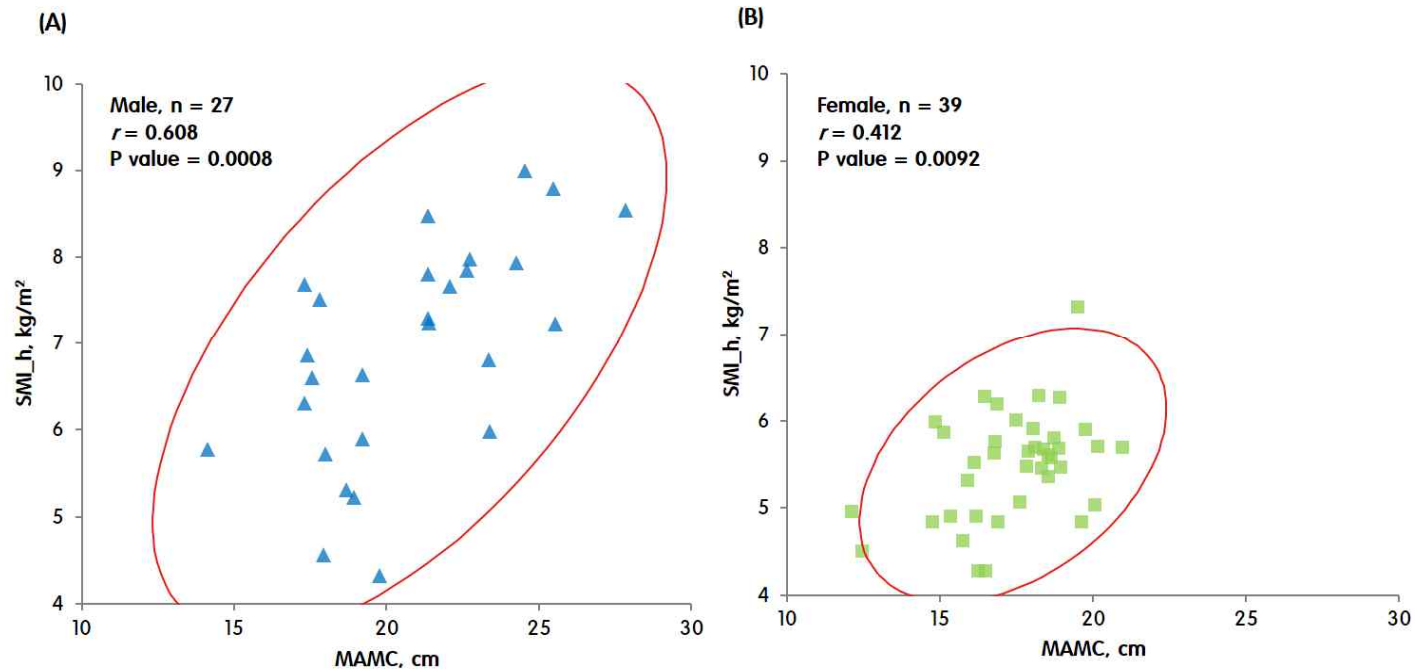 (A)
Male, n = 27
r = 0.608
P value = 0.0008
10
9
8
7
6
5
4
SMI_h, kg/m²
10
15
20
25
30
MAMC, cm
(B)
Female, n = 39
r = 0.412
P value = 0.0092
10
9
8
7
6
5
4
SMI_h, kg/m²
10
15
20
25
30
MAMC, cm